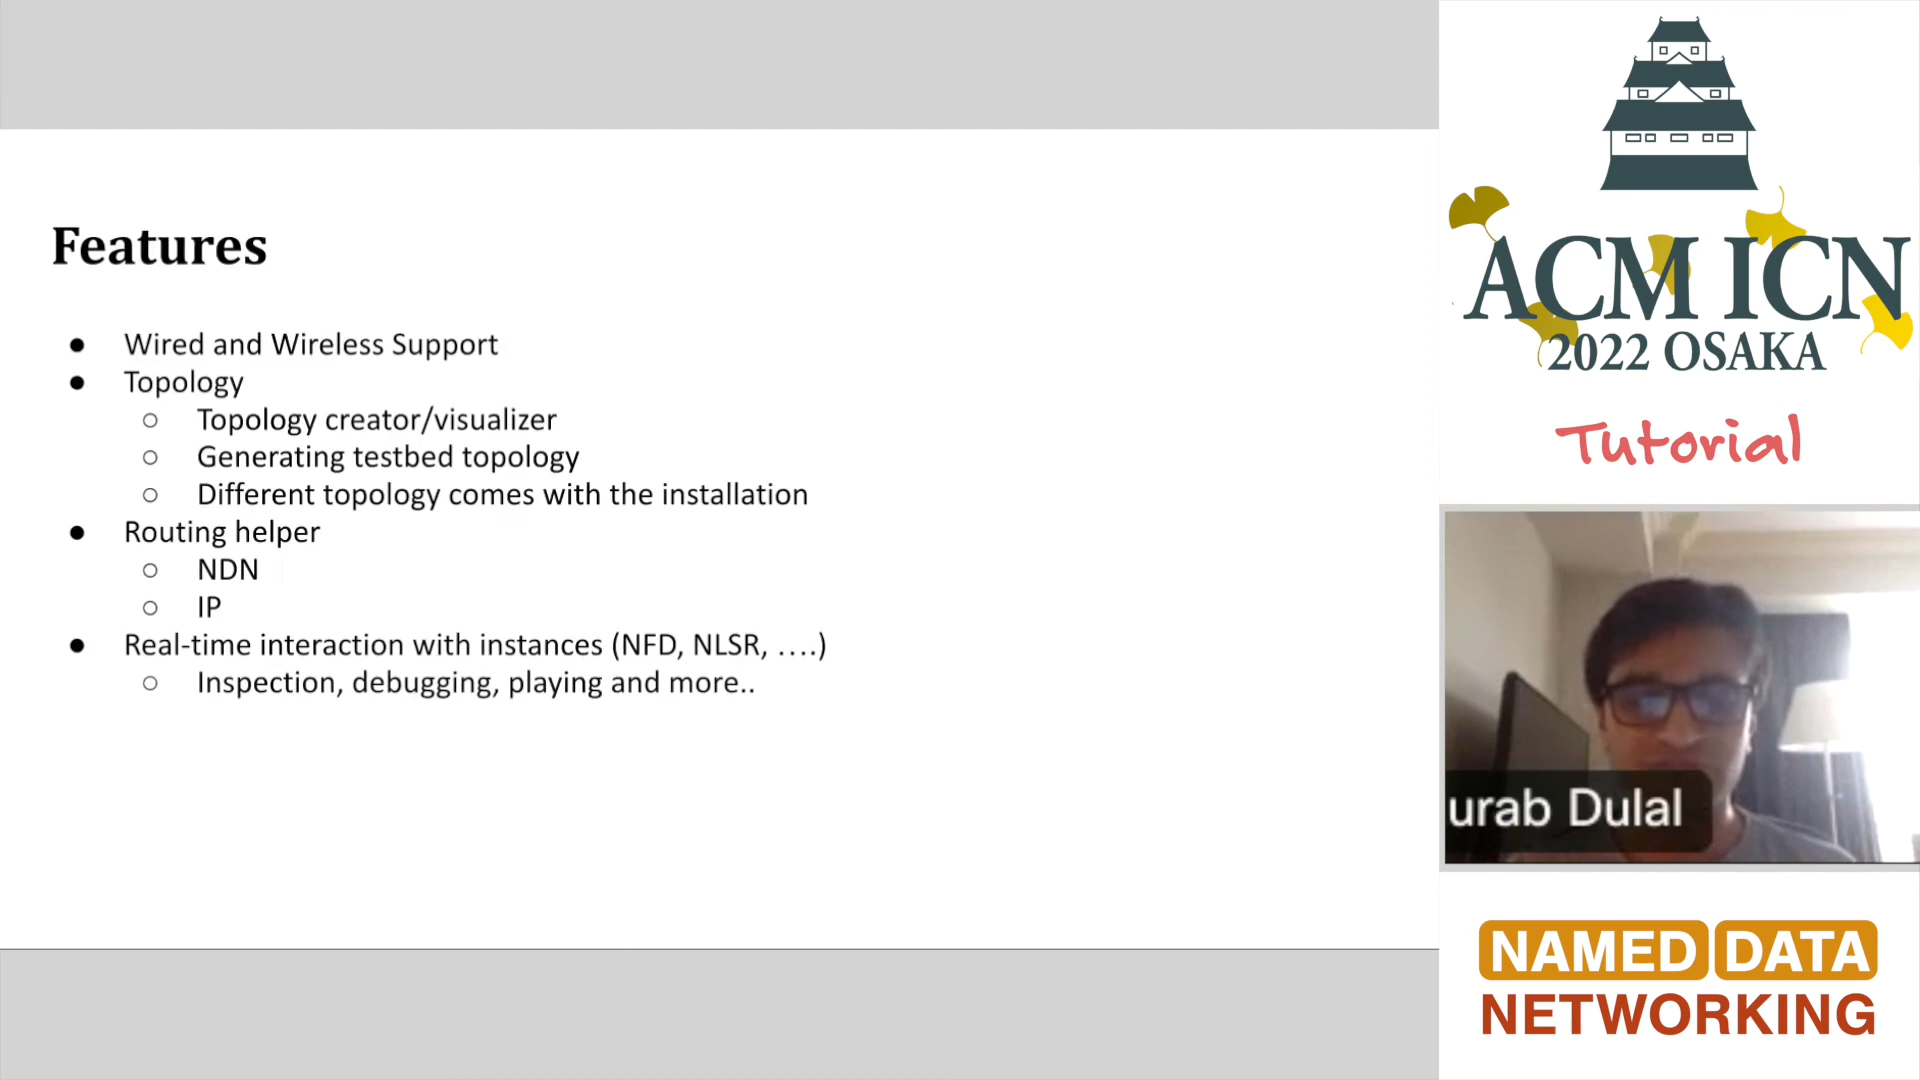 Features
● Wired and Wireless Support
● Topology
○ Topology creator/visualizer
○ Generating testbed topology
○ Different topology comes with the installation
● Routing helper
○ NDN
○ IP
● Real-time interaction with instances (NFD, NLSR, ....)
○ Inspection, debugging, playing and more..
ACM ICN
2022 OSAKA
Tutorial
urab Dulal
NAMED DATA
NETWORKING